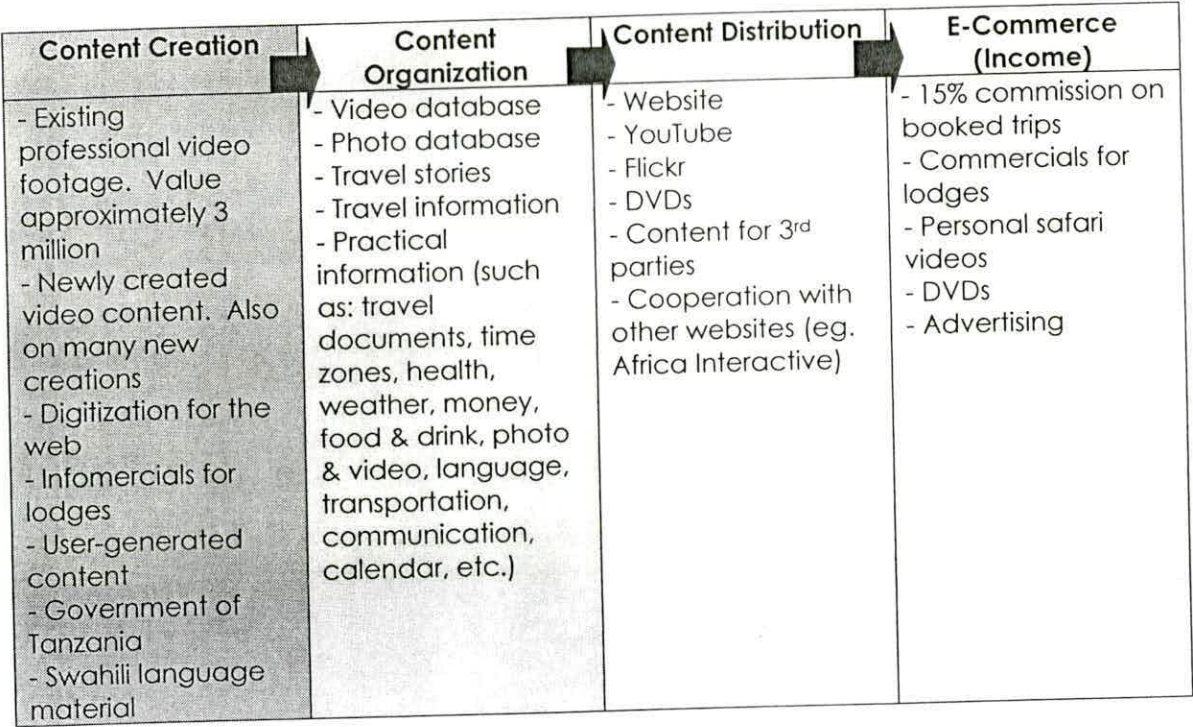 Content Creation
- Existing
professional video
footage. Value
approximately 3
million
- Newly created
video content. Also
on many new
creations
- Digitization for the
web
- Infomercials for
lodges
- User-generated
content
- Government of
Tanzania
- Swahili language
material
Content
Organization
- Video database
- Photo database
- Travel stories
- Travel information
- Practical
information (such
as: travel
documents, time
zones, health,
weather, money,
food & drink, photo
& video, language,
transportation,
communication,
calendar, etc.)
Content Distribution
- Website
- YouTube
- Flickr
- DVDs
- Content for 3rd
parties
- Cooperation with
other websites (eg.
Africa Interactive)
E-Commerce
(Income)
- 15% commission on
booked trips
- Commercials for
lodges
- Personal safari
videos
- DVDs
- Advertising